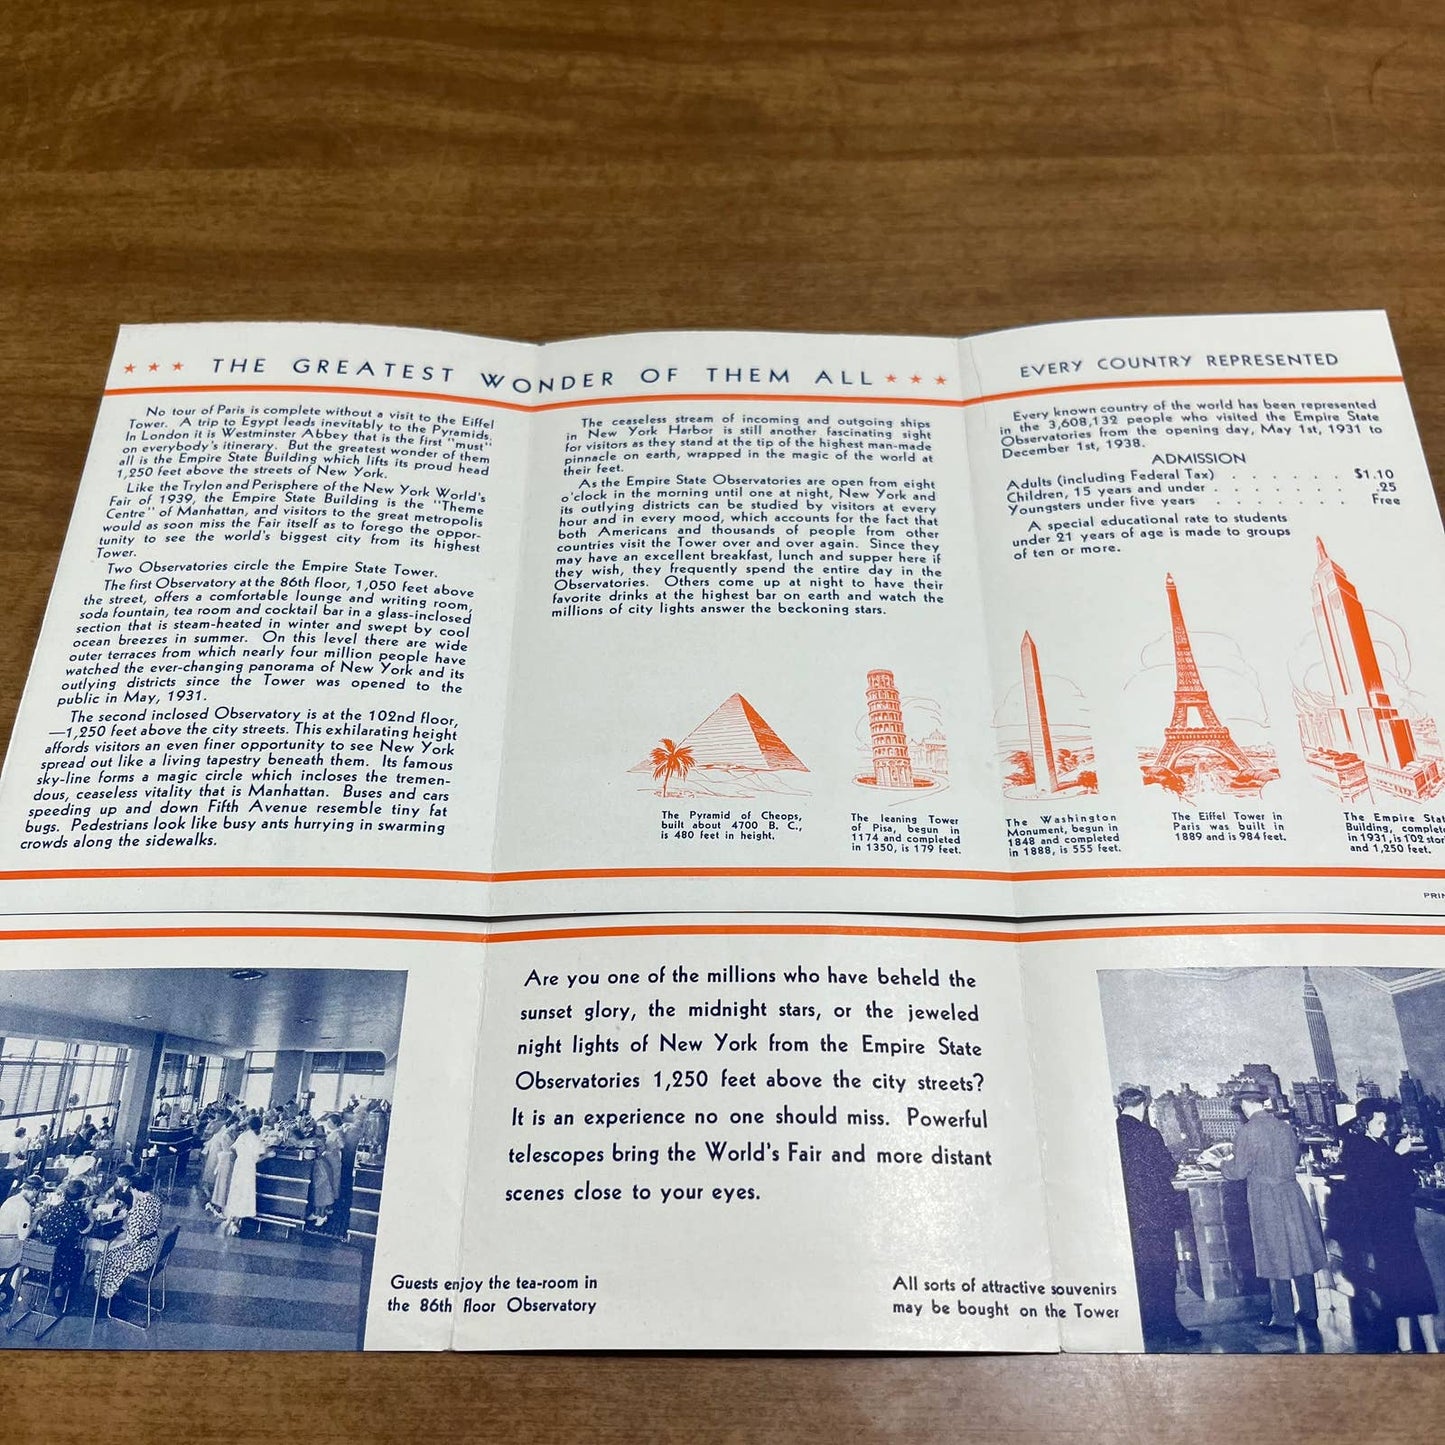 ★ ★ ★ THE GREATEST WONDER OF THEM ALL ★ ★ ★
No tour of Paris is complete without a visit to the Eiffel
Tower. A trip to Egypt leads inevitably to the Pyramids.
In London it is Westminster Abbey that is the first "must";
on everybody's itinerary. But the greatest wonder of them
all is the Empire State Building which lifts its proud head
1,250 feet above the streets of New York.
Like the Trylon and Perisphere of the New York World's
Fair of 1939, the Empire State Building is the "Theme
Centre" of Manhattan, and visitors to the great metropolis
would as soon miss the Fair itself as to forego the oppor-
tunity to see the world's biggest city from its highest
Tower.
Two Observatories circle the Empire State Tower.
The first Observatory at the 86th floor, 1,050 feet above
the street, offers a comfortable lounge and writing room,
soda fountain, tea room and cocktail bar in a glass-inclosed
section that is steam-heated in winter and swept by cool
ocean breezes in summer. On this level there are wide
outer terraces from which nearly four million people have
watched the ever-changing panorama of New York and its
outlying districts since the Tower was opened to the
public in May, 1931.
The second inclosed Observatory is at the 102nd floor,
—1,250 feet above the city streets. This exhilarating height
affords visitors an even finer opportunity to see New York
spread out like a living tapestry beneath them. Its famous
sky-line forms a magic circle which incloses the tremen-
dous, ceaseless vitality that is Manhattan. Buses and cars
speeding up and down Fifth Avenue resemble tiny fat
bugs. Pedestrians look like busy ants hurrying in swarming
crowds along the sidewalks.
The ceaseless stream of incoming and outgoing ships
in New York Harbor is still another fascinating sight
for visitors as they stand at the tip of the highest man-made
pinnacle on earth, wrapped in the magic of the world at
their feet.
As the Empire State Observatories are open from eight
o'clock in the morning until one at night, New York and
its outlying districts can be studied by visitors at every
hour and in every mood, which accounts for the fact that
both Americans and thousands of people from other
countries visit the Tower over and over again. Since they
may have an excellent breakfast, lunch and supper here if
they wish, they frequently spend the entire day in the
Observatories. Others come up at night to have their
favorite drinks at the highest bar on earth and watch the
millions of city lights answer the beckoning stars.
EVERY COUNTRY REPRESENTED
Every known country of the world has been represented
in the 3,608,132 people who visited the Empire State
Observatories from the opening day, May 1st, 1931 to
December 1st, 1938.
ADMISSION
Adults (including Federal Tax) . . . . . . $1.10
Children, 15 years and under . . . . . . . .25
Youngsters under five years . . . . . . Free
A special educational rate to students
under 21 years of age is made to groups
of ten or more.
The Pyramid of Cheops,
built about 4700 B. C.,
is 480 feet in height.
The leaning Tower
of Pisa, begun in
1174 and completed
in 1350, is 179 feet.
The Washington
Monument, begun in
1848 and completed
in 1888, is 555 feet.
The Eiffel Tower in
Paris was built in
1889 and is 984 feet.
The Empire Stat
Building, complet
in 1931, is 102 stor
and 1,250 feet.
PRIN
Are you one of the millions who have beheld the
sunset glory, the midnight stars, or the jeweled
night lights of New York from the Empire State
Observatories 1,250 feet above the city streets?
It is an experience no one should miss. Powerful
telescopes bring the World's Fair and more distant
scenes close to your eyes.
Guests enjoy the tea-room in
the 86th floor Observatory
All sorts of attractive souvenirs
may be bought on the Tower